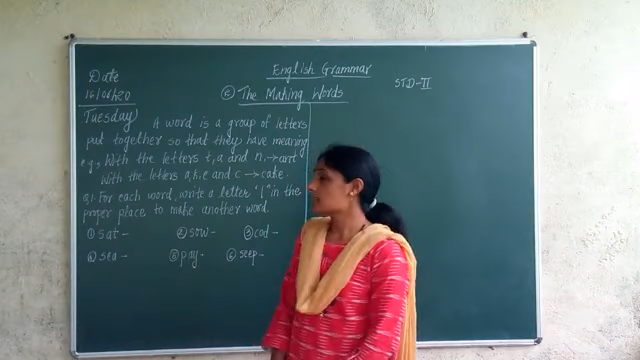 English Grammar
Date
16/06/20
STD-II
The Making Words
Tuesday
A word is a group of letters
put together so that they have meaning
e.g., With the letters t, a and n, → ant
With the letters a, k, e and c → cake.
Q.1. For each word, write a letter 'l' in the
proper place to make another word.
① sat -
② sow -
③ cod -
④ sea -
⑤ pay -
⑥ seep -